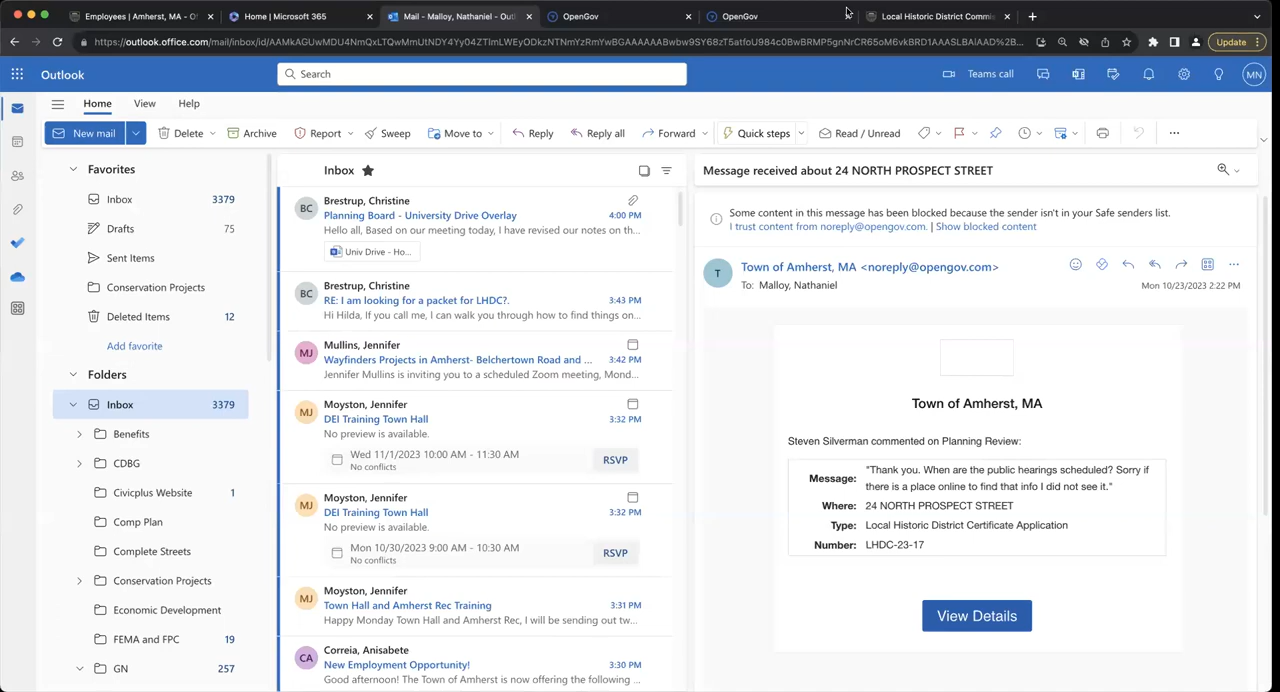 Employees | Amherst, MA - O
Home | Microsoft 365
Mail - Malloy, Nathaniel - Outl
OpenGov
OpenGov
Local Historic District Commi
Update
Outlook
Search
Teams call
MN
Home View Help
New mail Delete Archive Report Sweep Move to Reply Reply all Forward Quick steps Read / Unread
Favorites
Inbox 3379
Drafts 75
Sent Items
Conservation Projects
Deleted Items 12
Add favorite
Folders
Inbox 3379
Benefits
CDBG
Civicplus Website 1
Comp Plan
Complete Streets
Conservation Projects
Economic Development
FEMA and FPC 19
GN 257
Inbox
BC
Brestrup, Christine
Planning Board - University Drive Overlay 4:00 PM
Hello all, Based on our meeting today, I have revised our notes on th...
Univ Drive - Ho...
BC
Brestrup, Christine
RE: I am looking for a packet for LHDC?. 3:43 PM
Hi Hilda, If you call me, I can walk you through how to find things on...
MJ
Mullins, Jennifer
Wayfinders Projects in Amherst- Belchertown Road and ... 3:42 PM
Jennifer Mullins is inviting you to a scheduled Zoom meeting, Mond...
MJ
Moyston, Jennifer
DEI Training Town Hall 3:32 PM
No preview is available.
Wed 11/1/2023 10:00 AM - 11:30 AM
No conflicts
RSVP
MJ
Moyston, Jennifer
DEI Training Town Hall 3:32 PM
No preview is available.
Mon 10/30/2023 9:00 AM - 10:30 AM
No conflicts
RSVP
MJ
Moyston, Jennifer
Town Hall and Amherst Rec Training 3:31 PM
Happy Monday Town Hall and Amherst Rec, I will be sending out tw...
CA
Correia, Anisabete
New Employment Opportunity! 3:30 PM
Good afternoon! The Town of Amherst is now offering the following ...
Message received about 24 NORTH PROSPECT STREET
Some content in this message has been blocked because the sender isn't in your Safe senders list.
I trust content from noreply@opengov.com. | Show blocked content
T
Town of Amherst, MA <noreply@opengov.com>
To: Malloy, Nathaniel
Mon 10/23/2023 2:22 PM
Town of Amherst, MA
Steven Silverman commented on Planning Review:
Message: "Thank you. When are the public hearings scheduled? Sorry if
there is a place online to find that info I did not see it."
Where: 24 NORTH PROSPECT STREET
Type: Local Historic District Certificate Application
Number: LHDC-23-17
View Details